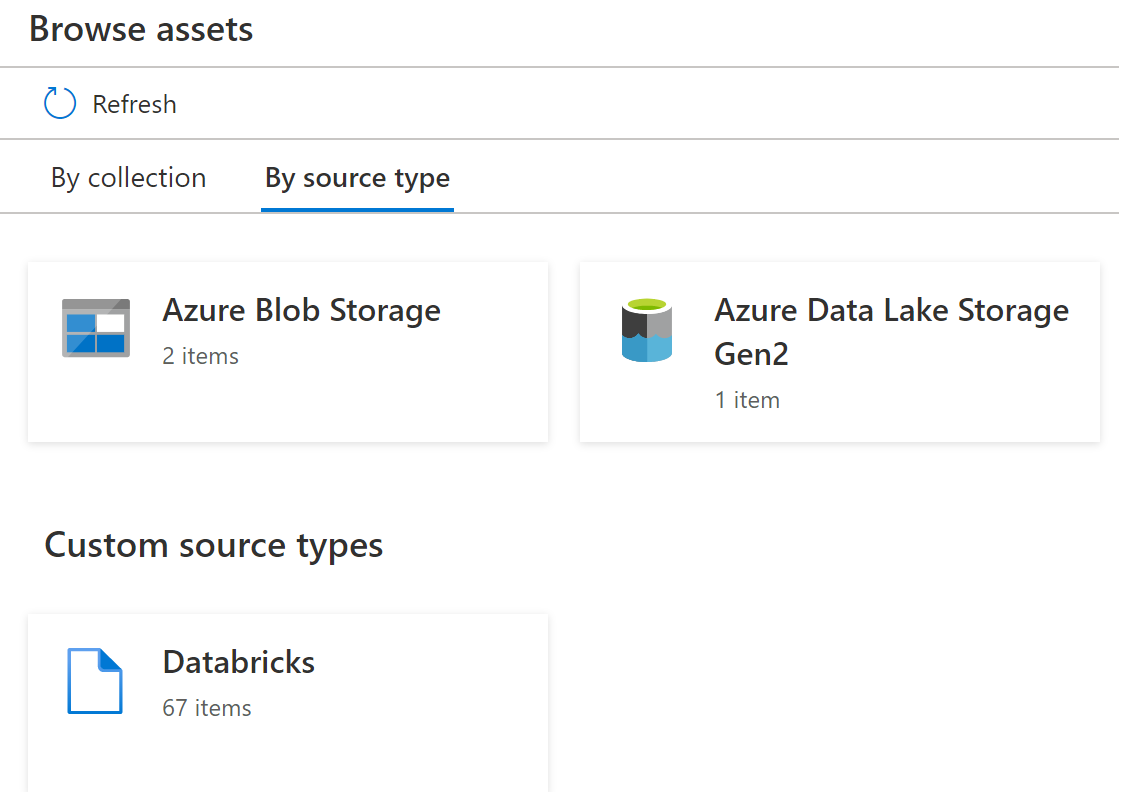 Browse assets
Refresh
By collection
By source type
Azure Blob Storage
2 items
Azure Data Lake Storage
Gen2
1 item
Custom source types
Databricks
67 items